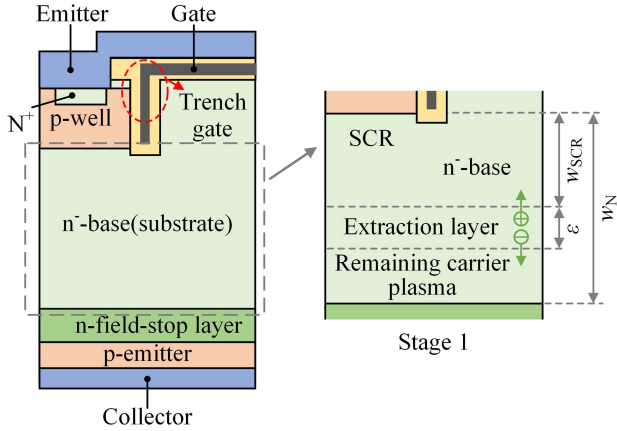 Emitter
Gate
N+
p-well
Trench
gate
n-base(substrate)
n-field-stop layer
p-emitter
Collector
SCR
n-base
Extraction layer
Remaining carrier
plasma
wSCR
ε
wN
Stage 1